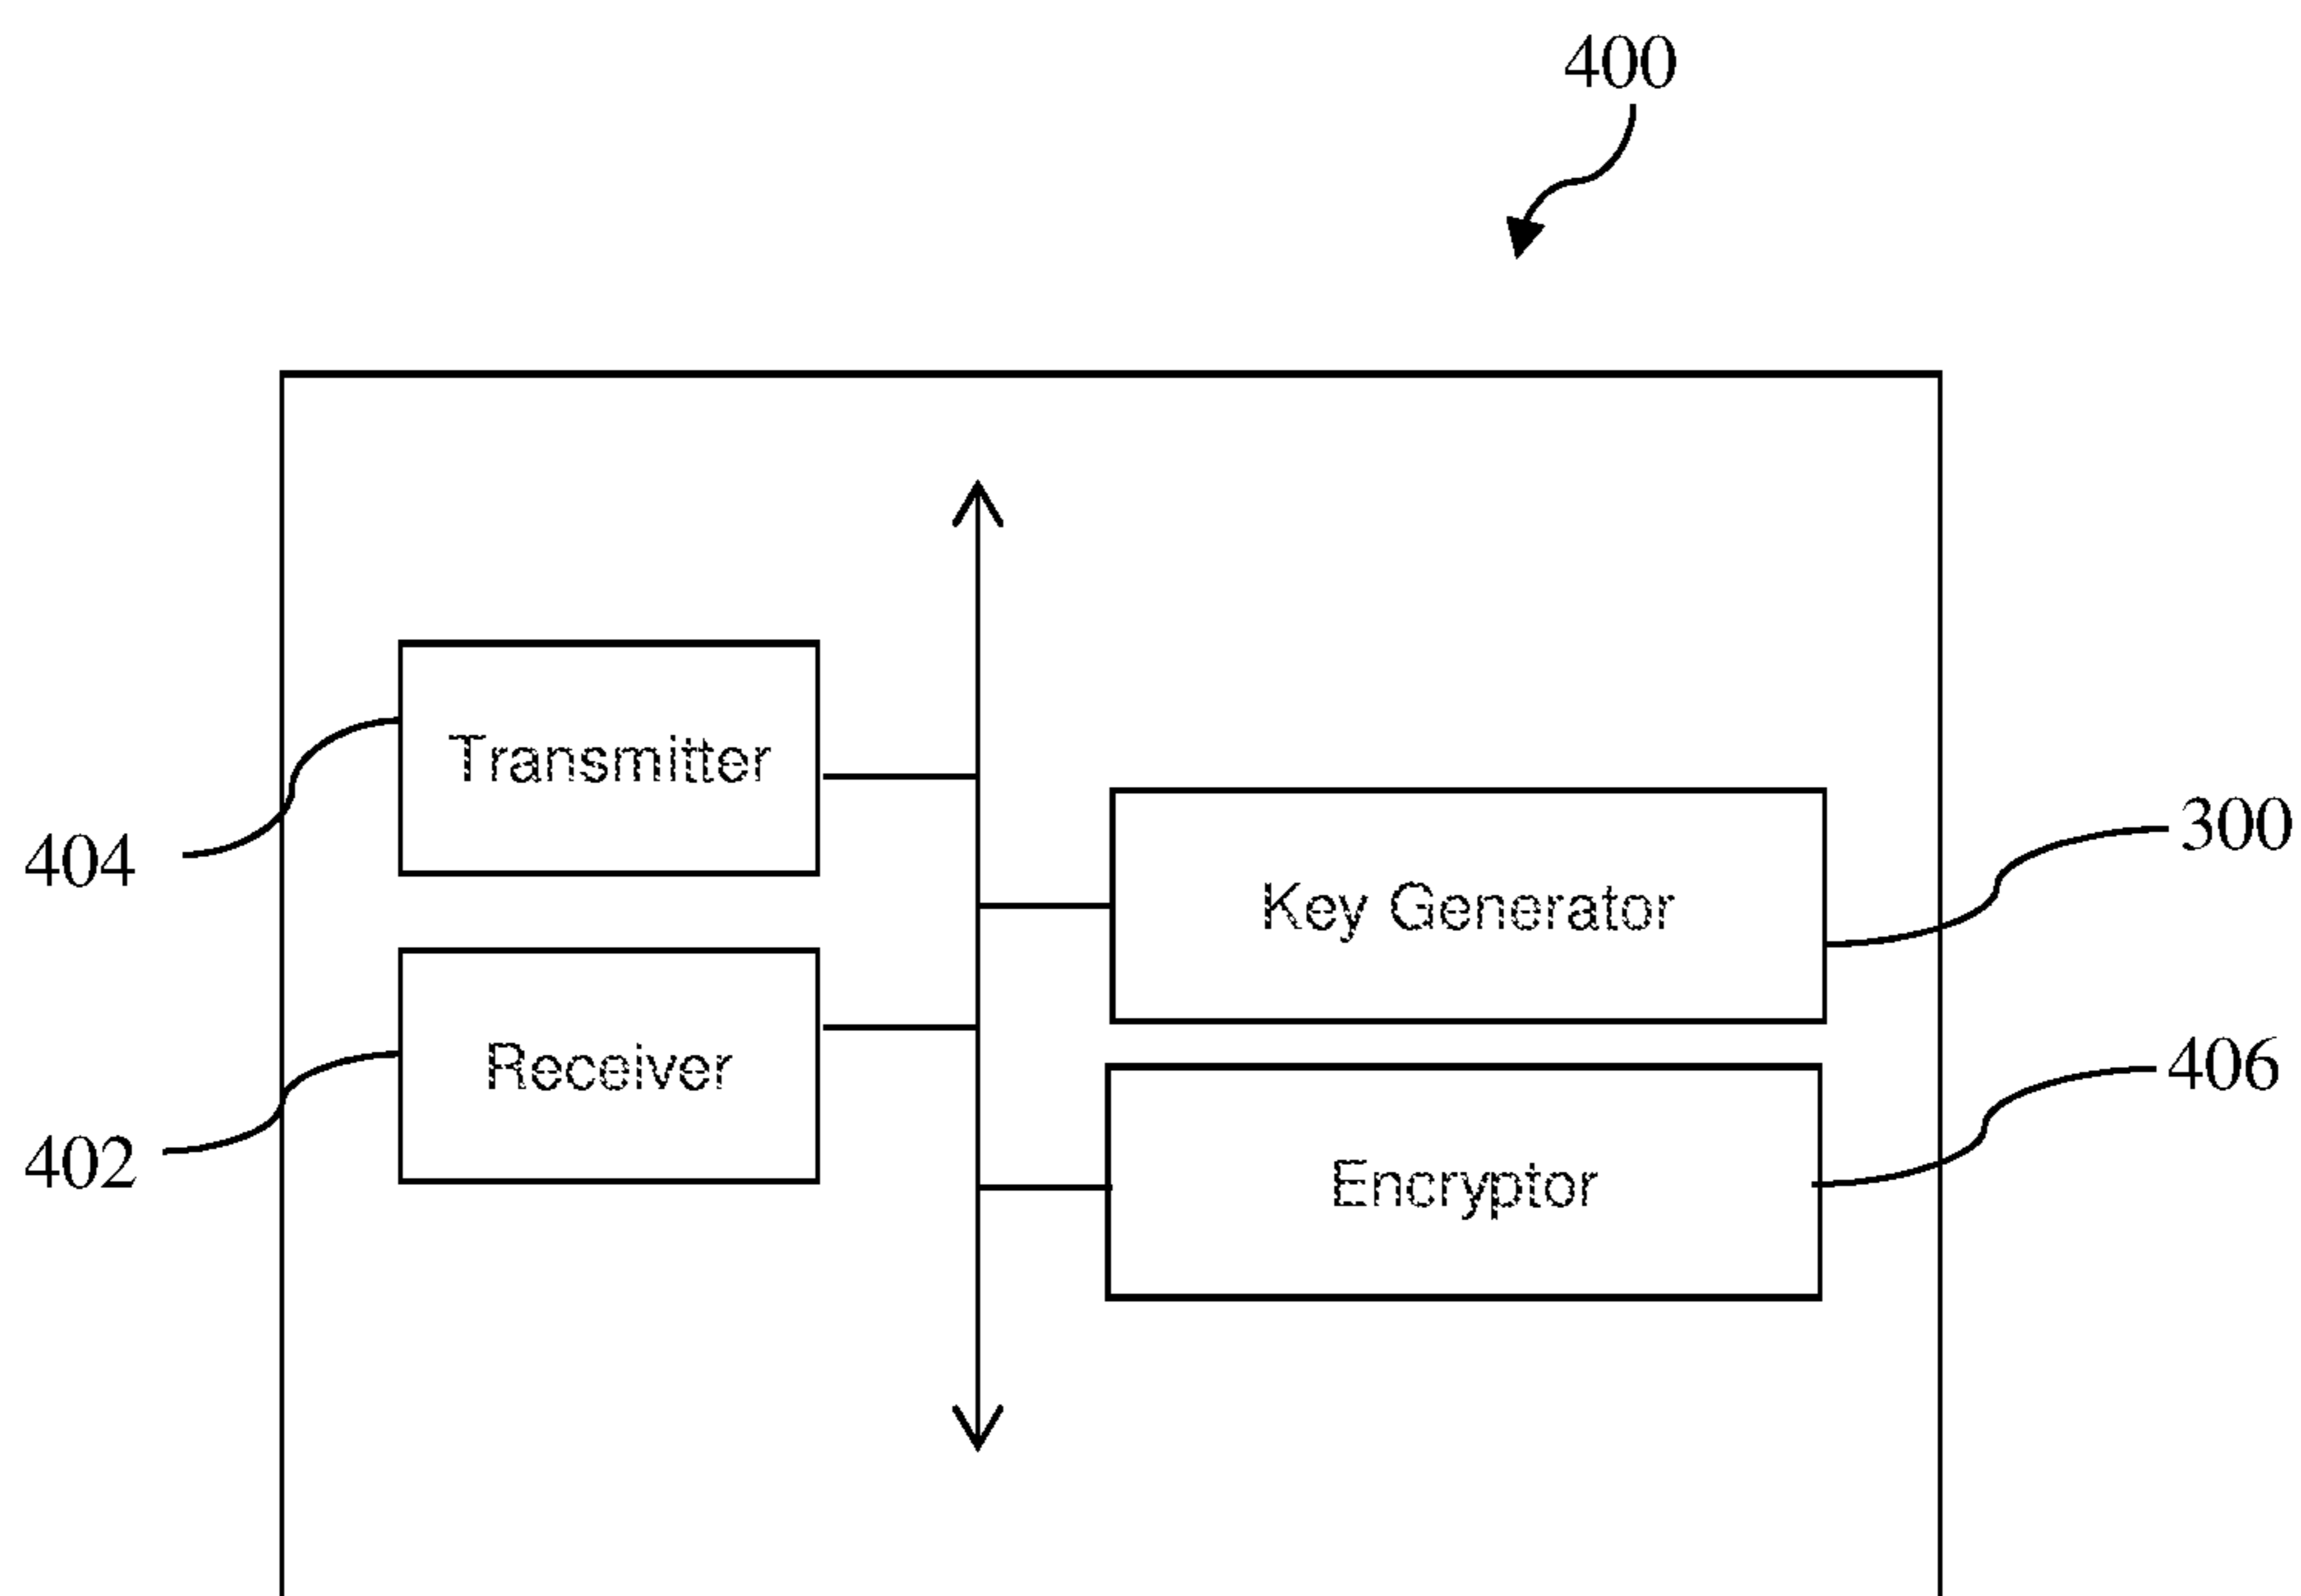 400
Transmitter
404
Key Generator
300
Receiver
402
Encryptor
406